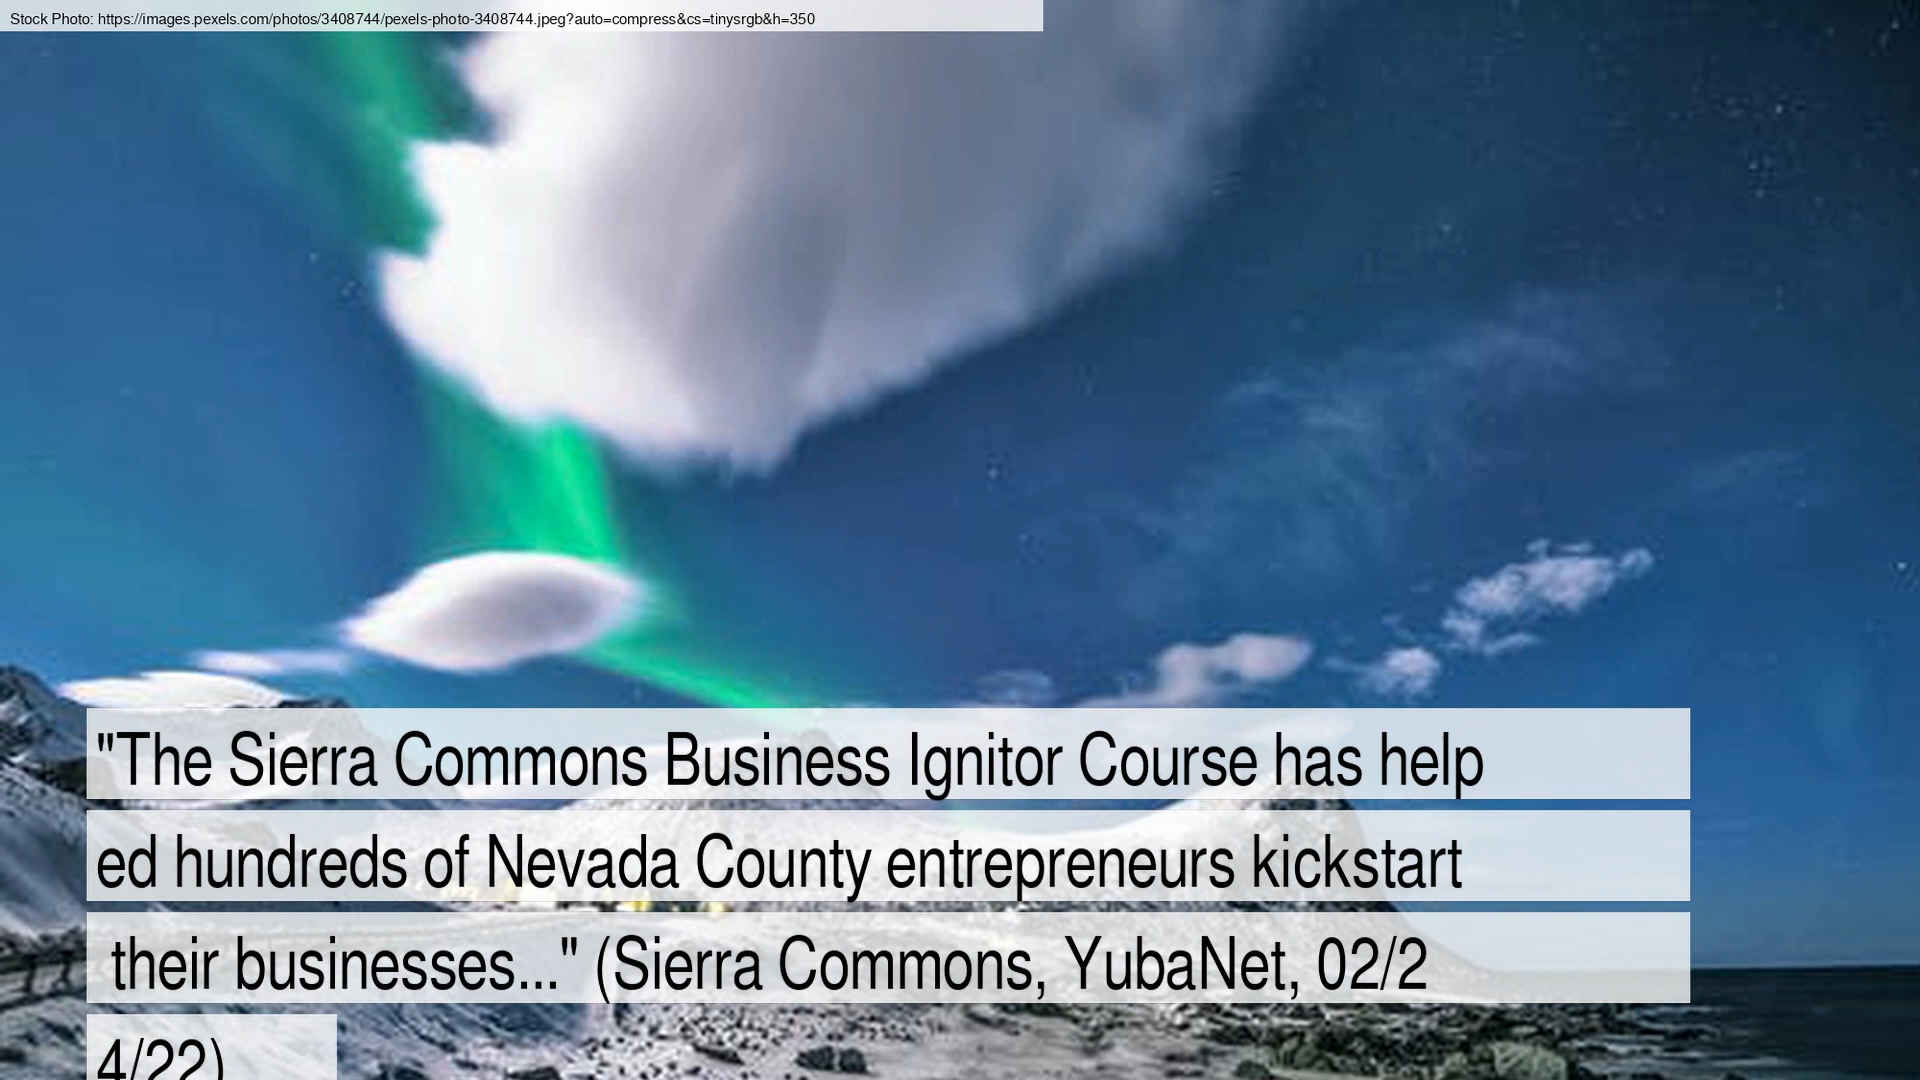 Stock Photo: https://images.pexels.com/photos/3408744/pexels-photo-3408744.jpeg?auto=compress&cs=tinysrgb&h=350
"The Sierra Commons Business Ignitor Course has help
ed hundreds of Nevada County entrepreneurs kickstart
their businesses..." (Sierra Commons, YubaNet, 02/2
4/22)